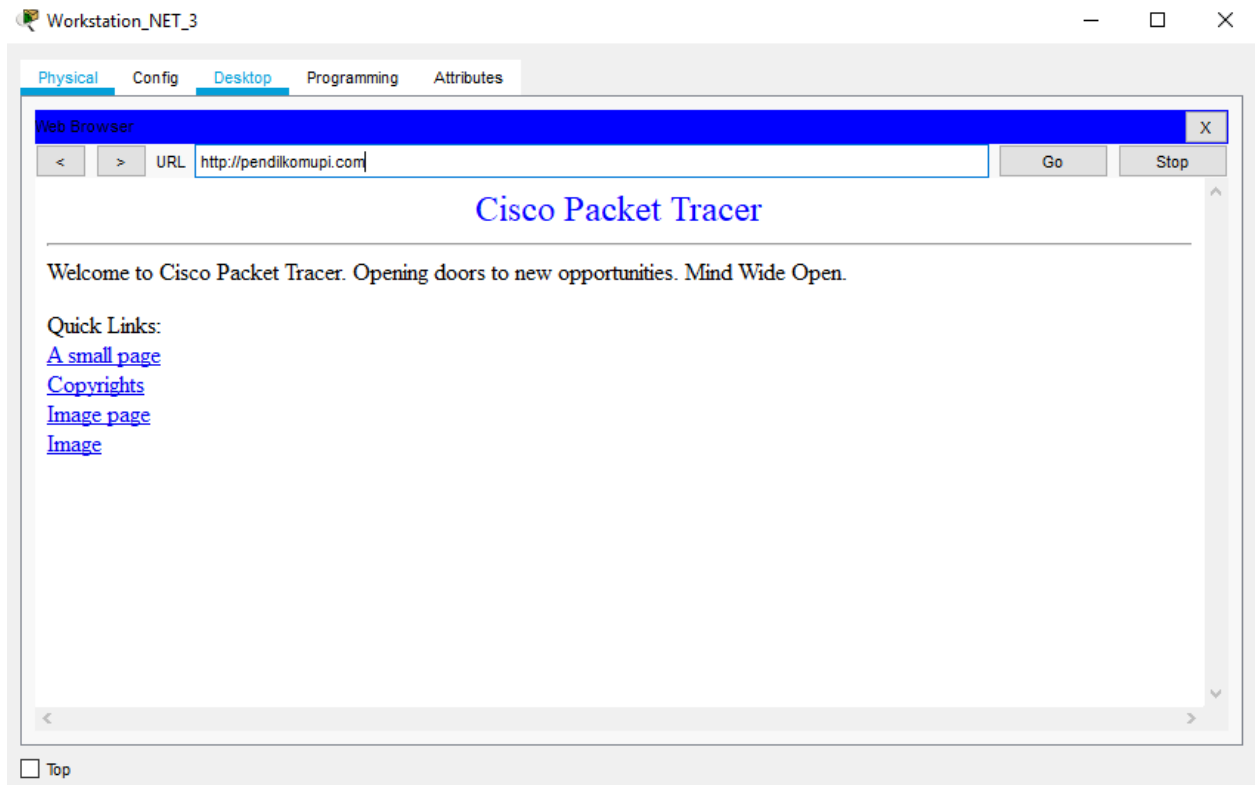 Workstation_NET_3
Physical Config Desktop Programming Attributes
Web Browser X
< > URL http://pendilkomupi.com Go Stop
Cisco Packet Tracer
Welcome to Cisco Packet Tracer. Opening doors to new opportunities. Mind Wide Open.
Quick Links:
A small page
Copyrights
Image page
Image
Top